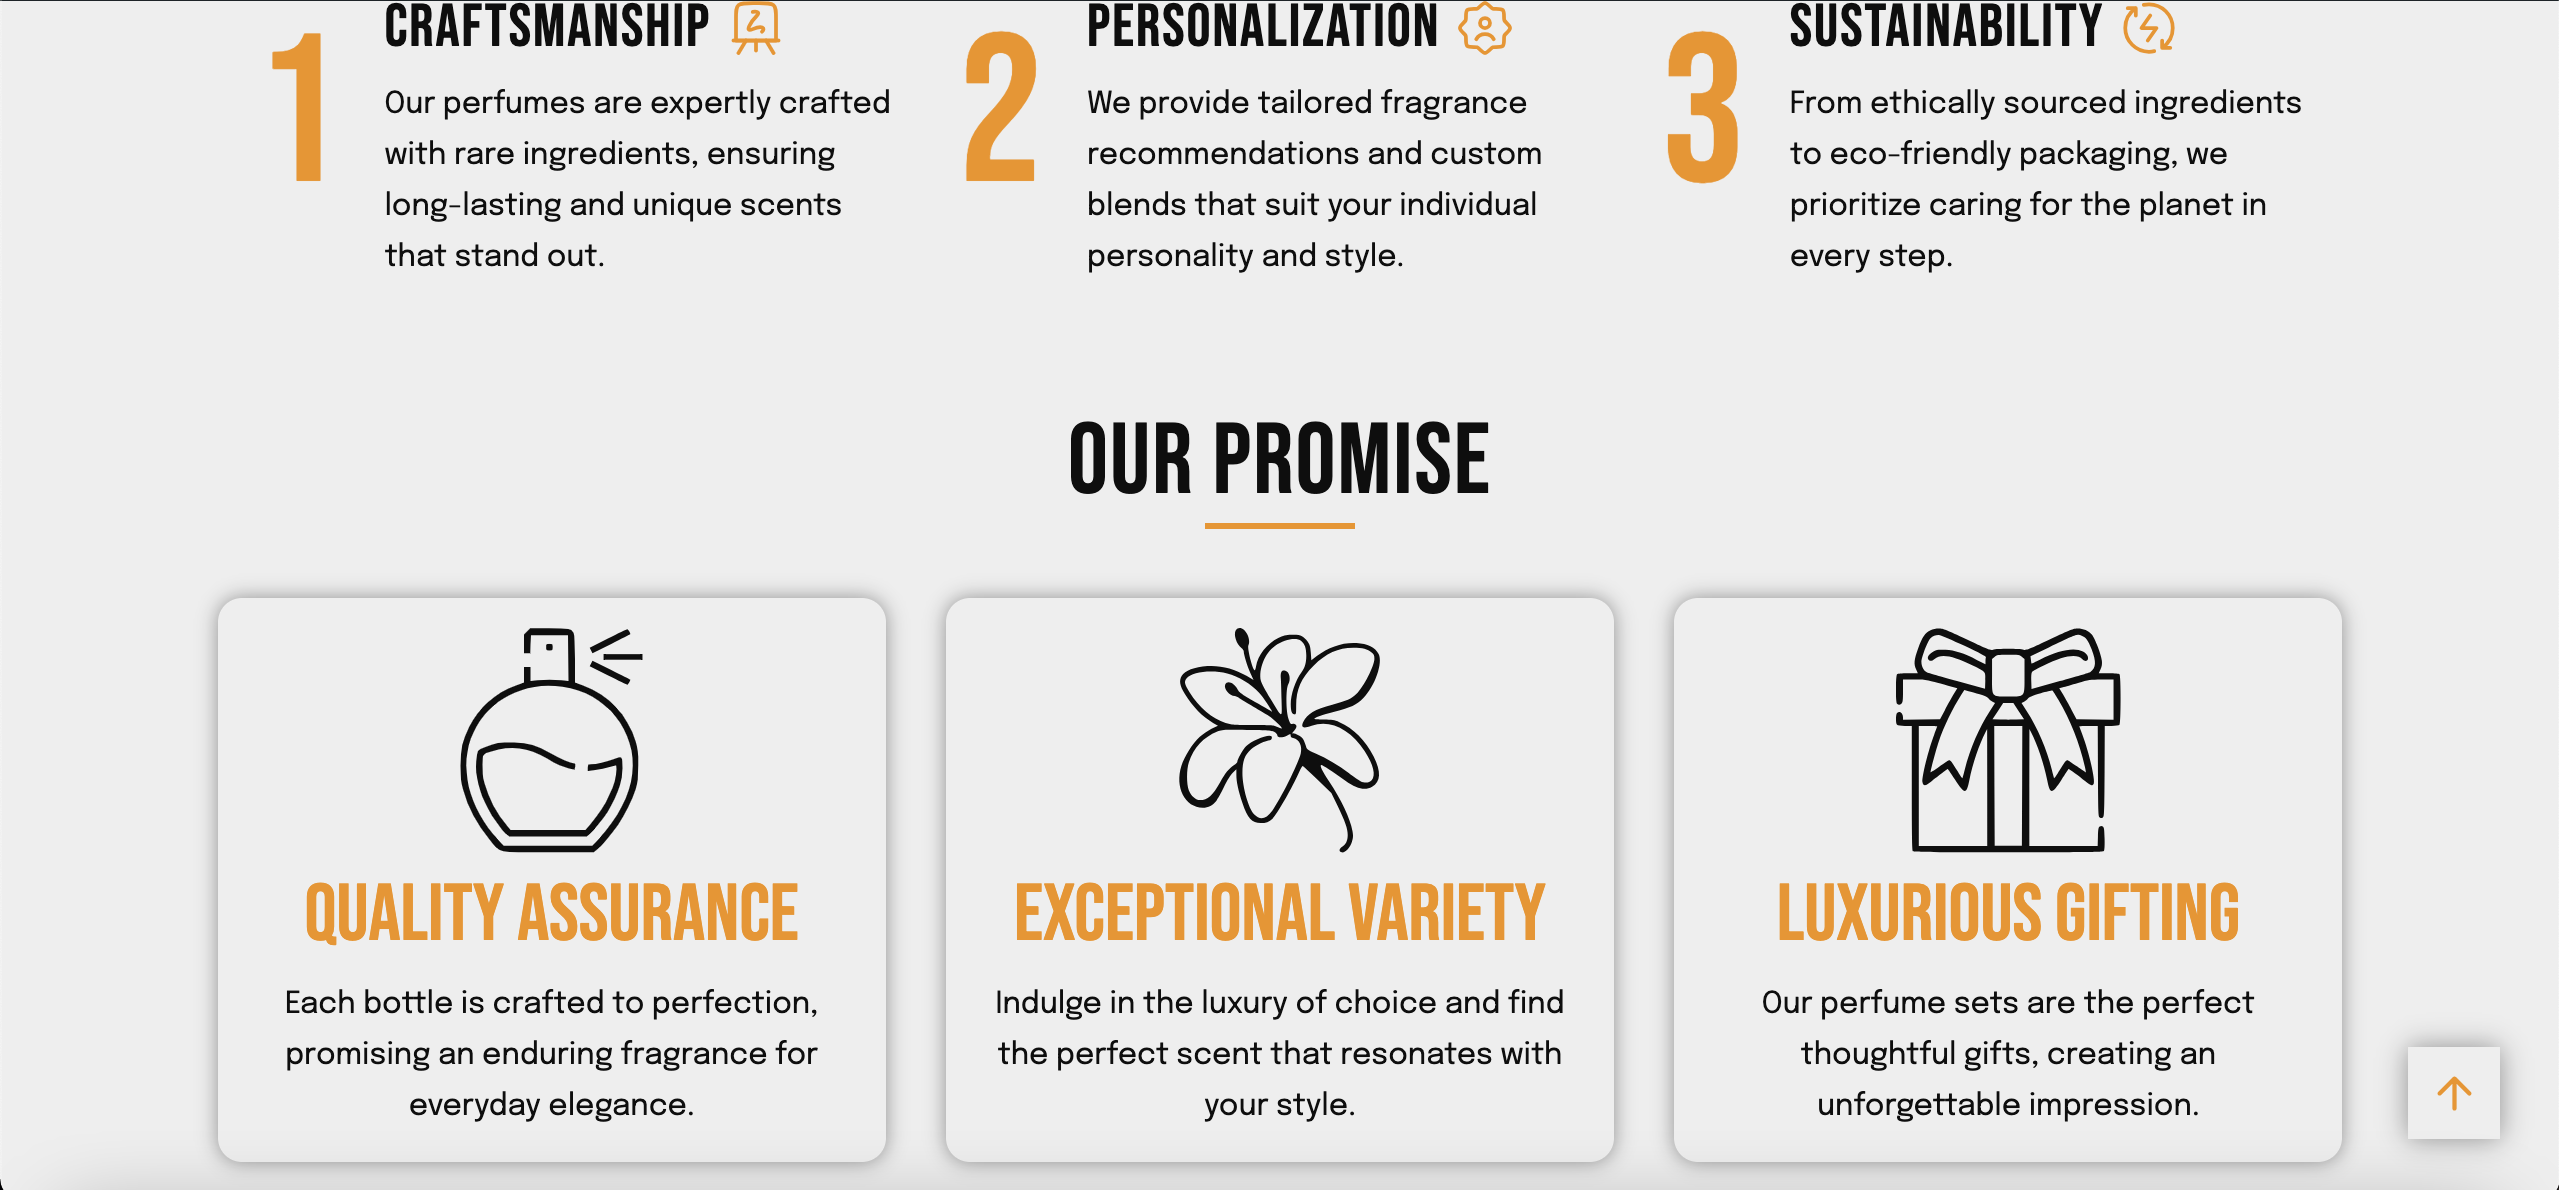 CRAFTSMANSHIP
1
Our perfumes are expertly crafted
with rare ingredients, ensuring
long-lasting and unique scents
that stand out.
PERSONALIZATION
2
We provide tailored fragrance
recommendations and custom
blends that suit your individual
personality and style.
SUSTAINABILITY
3
From ethically sourced ingredients
to eco-friendly packaging, we
prioritize caring for the planet in
every step.
OUR PROMISE
QUALITY ASSURANCE
Each bottle is crafted to perfection,
promising an enduring fragrance for
everyday elegance.
EXCEPTIONAL VARIETY
Indulge in the luxury of choice and find
the perfect scent that resonates with
your style.
LUXURIOUS GIFTING
Our perfume sets are the perfect
thoughtful gifts, creating an
unforgettable impression.